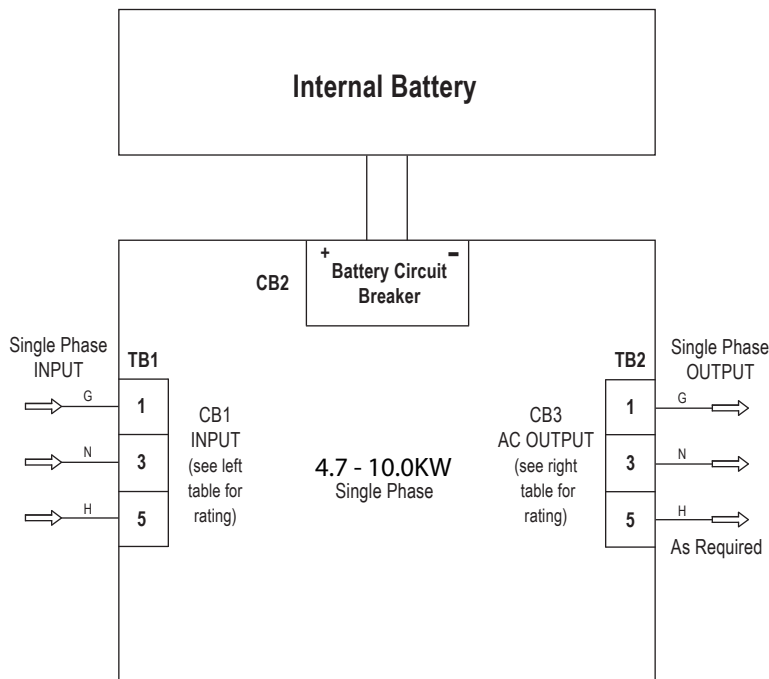 Internal Battery
+ −
Battery Circuit
Breaker
CB2
Single Phase
INPUT
TB1
G
1
N
3
H
5
CB1
INPUT
(see left
table for
rating)
4.7 - 10.0KW
Single Phase
CB3
AC OUTPUT
(see right
table for
rating)
TB2
1
3
5
Single Phase
OUTPUT
G
N
H
As Required